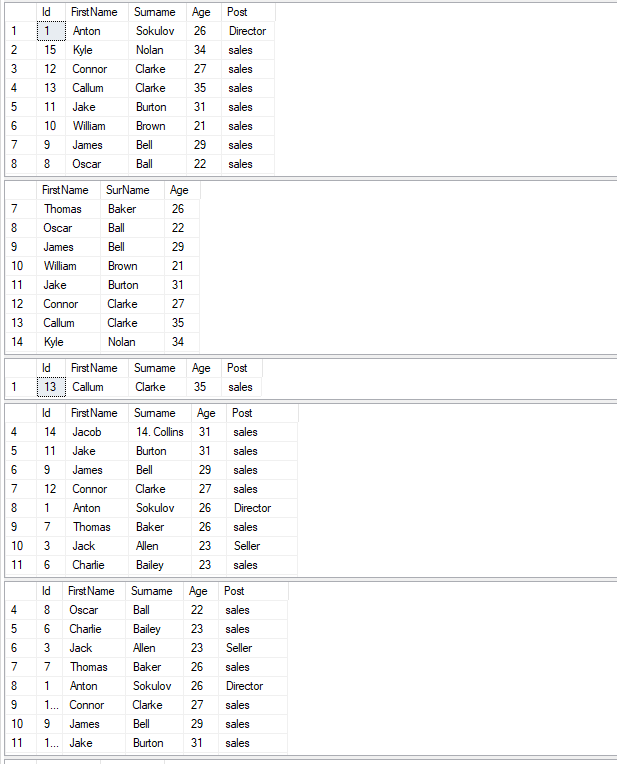 Id FirstName Surname Age Post
1 1 Anton Sokulov 26 Director
2 15 Kyle Nolan 34 sales
3 12 Connor Clarke 27 sales
4 13 Callum Clarke 35 sales
5 11 Jake Burton 31 sales
6 10 William Brown 21 sales
7 9 James Bell 29 sales
8 8 Oscar Ball 22 sales
FirstName SurName Age
7 Thomas Baker 26
8 Oscar Ball 22
9 James Bell 29
10 William Brown 21
11 Jake Burton 31
12 Connor Clarke 27
13 Callum Clarke 35
14 Kyle Nolan 34
Id FirstName Surname Age Post
1 13 Callum Clarke 35 sales
Id FirstName Surname Age Post
4 14 Jacob 14. Collins 31 sales
5 11 Jake Burton 31 sales
6 9 James Bell 29 sales
7 12 Connor Clarke 27 sales
8 1 Anton Sokulov 26 Director
9 7 Thomas Baker 26 sales
10 3 Jack Allen 23 Seller
11 6 Charlie Bailey 23 sales
Id FirstName Surname Age Post
4 8 Oscar Ball 22 sales
5 6 Charlie Bailey 23 sales
6 3 Jack Allen 23 Seller
7 7 Thomas Baker 26 sales
8 1 Anton Sokulov 26 Director
9 1... Connor Clarke 27 sales
10 9 James Bell 29 sales
11 1... Jake Burton 31 sales